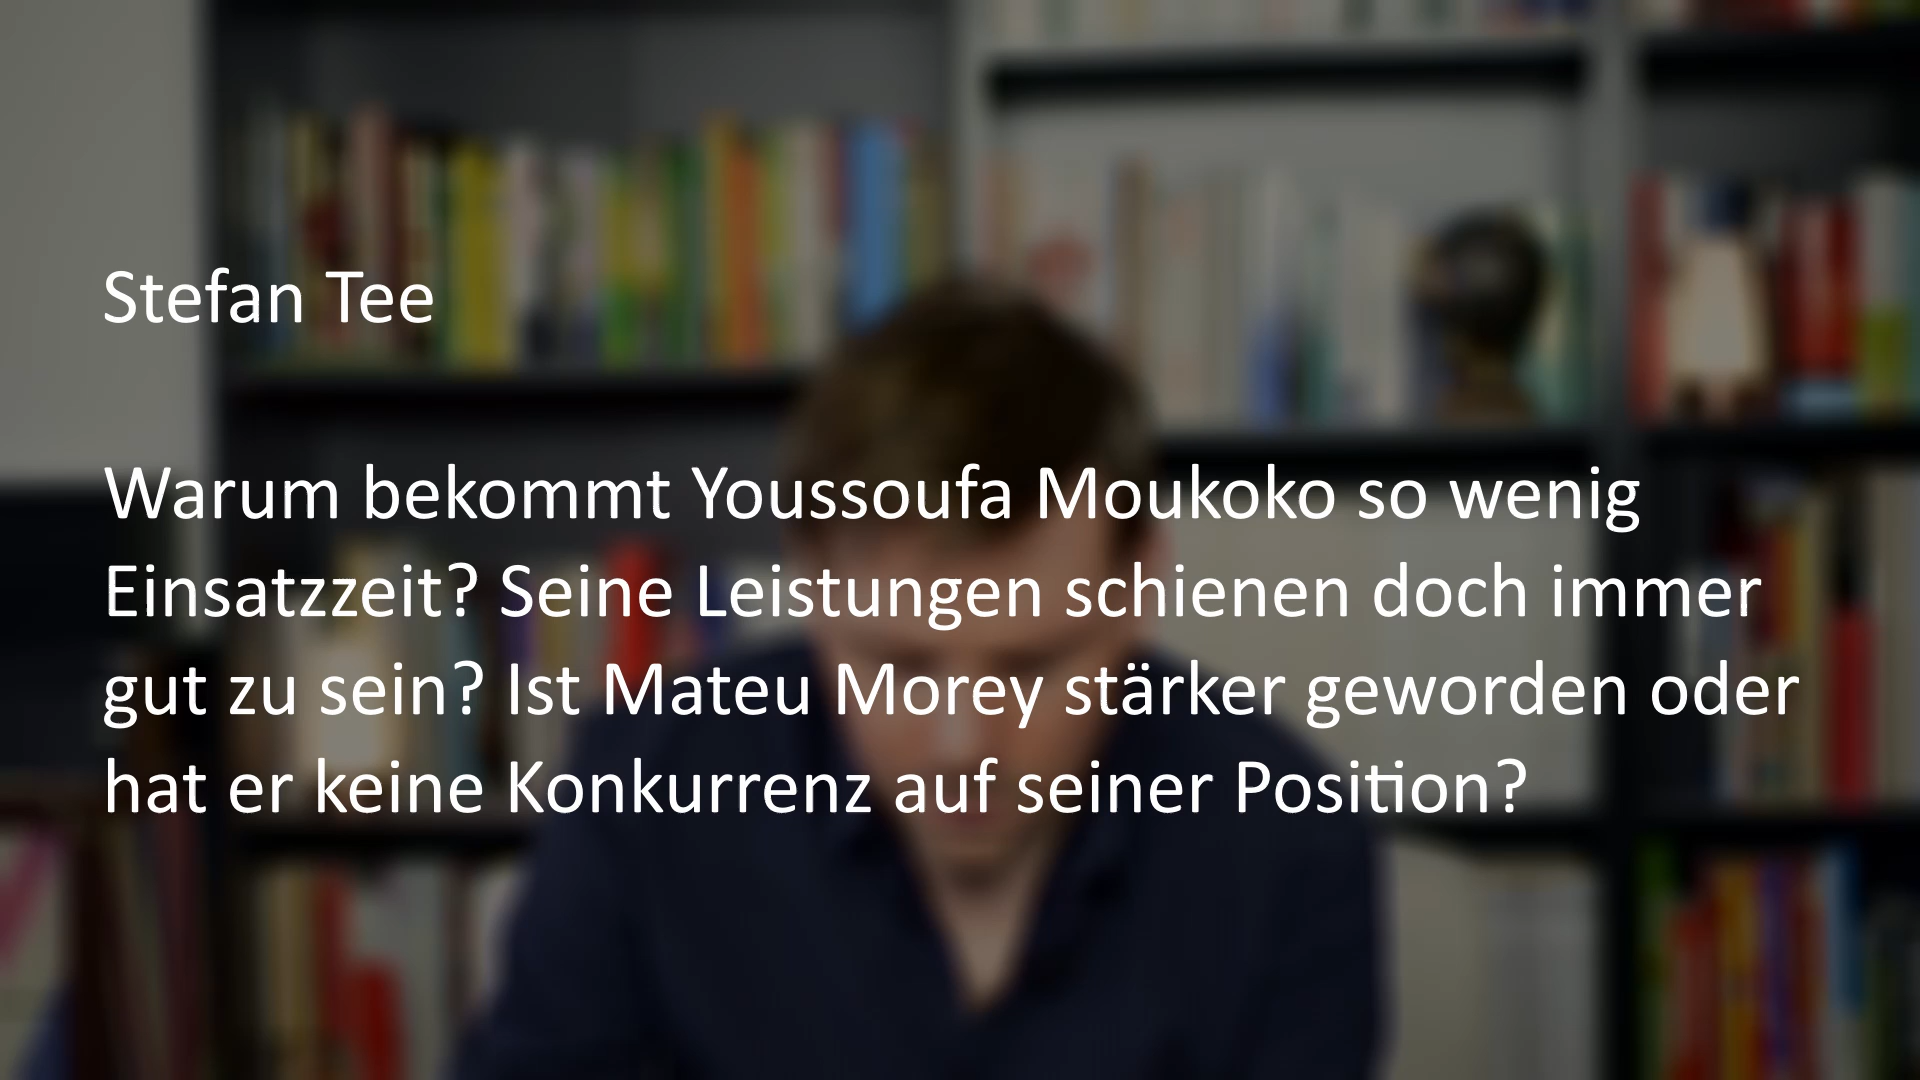 Stefan Tee
Warum bekommt Youssoufa Moukoko so wenig
Einsatzzeit? Seine Leistungen schienen doch immer
gut zu sein? Ist Mateu Morey stärker geworden oder
hat er keine Konkurrenz auf seiner Position?